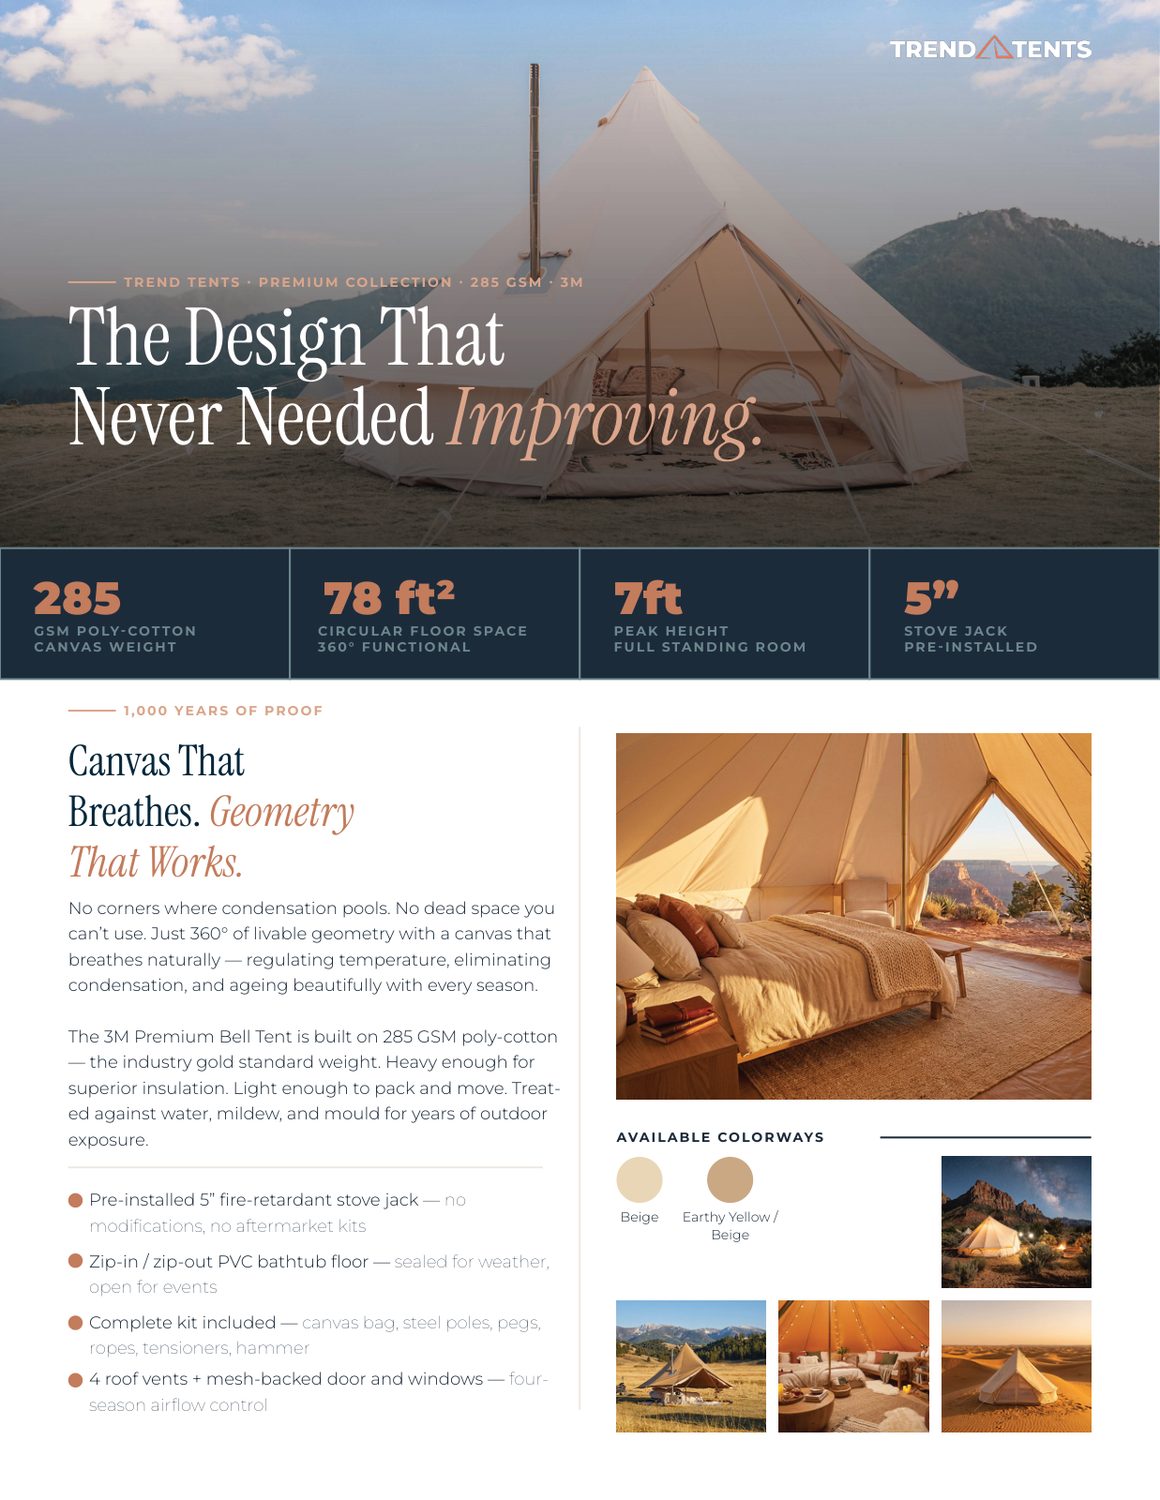 TREND TENTS
TREND TENTS · PREMIUM COLLECTION · 285 GSM · 3M
The Design That
Never Needed Improving.
285
GSM POLY-COTTON
CANVAS WEIGHT
78 ft²
CIRCULAR FLOOR SPACE
360° FUNCTIONAL
7ft
PEAK HEIGHT
FULL STANDING ROOM
5”
STOVE JACK
PRE-INSTALLED
1,000 YEARS OF PROOF
Canvas That
Breathes. Geometry
That Works.
No corners where condensation pools. No dead space you
can’t use. Just 360° of livable geometry with a canvas that
breathes naturally — regulating temperature, eliminating
condensation, and ageing beautifully with every season.
The 3M Premium Bell Tent is built on 285 GSM poly-cotton
— the industry gold standard weight. Heavy enough for
superior insulation. Light enough to pack and move. Treat-
ed against water, mildew, and mould for years of outdoor
exposure.
Pre-installed 5” fire-retardant stove jack — no
modifications, no aftermarket kits
Zip-in / zip-out PVC bathtub floor — sealed for weather,
open for events
Complete kit included — canvas bag, steel poles, pegs,
ropes, tensioners, hammer
4 roof vents + mesh-backed door and windows — four-
season airflow control
AVAILABLE COLORWAYS
Beige
Earthy Yellow /
Beige